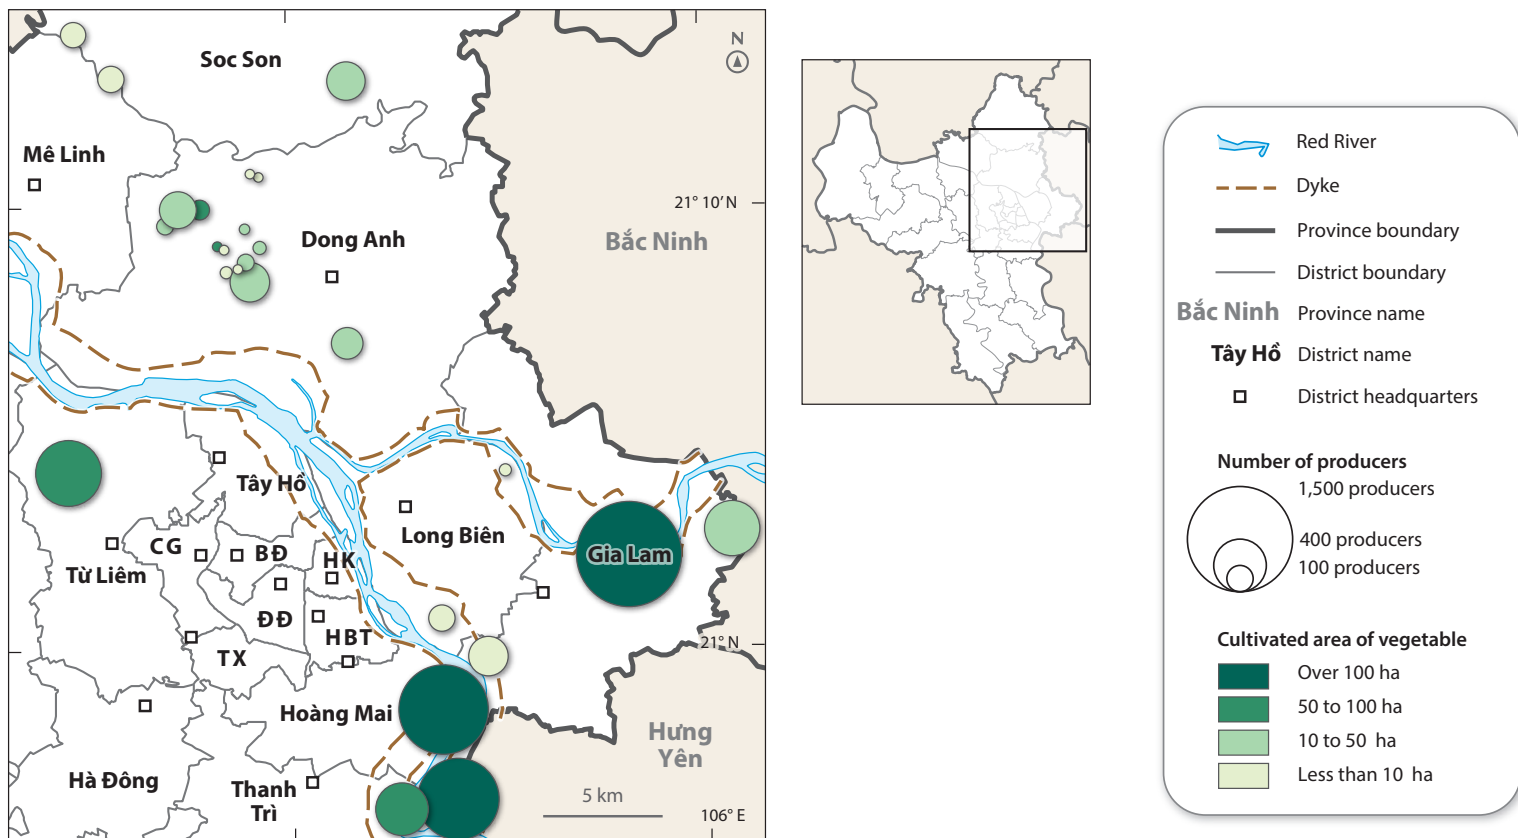 Soc Son
N
Mê Linh
21° 10' N
Dong Anh
Bắc Ninh
Tây Hồ
Long Biên
CG
BĐ
HK
Gia Lam
Từ Liêm
ĐĐ
HBT
TX
21° N
Hoàng Mai
Hưng
Yên
Hà Đông
Thanh
Trì
5 km
106° E
Red River
Dyke
Province boundary
District boundary
Bắc Ninh Province name
Tây Hồ District name
District headquarters
Number of producers
1,500 producers
400 producers
100 producers
Cultivated area of vegetable
Over 100 ha
50 to 100 ha
10 to 50 ha
Less than 10 ha